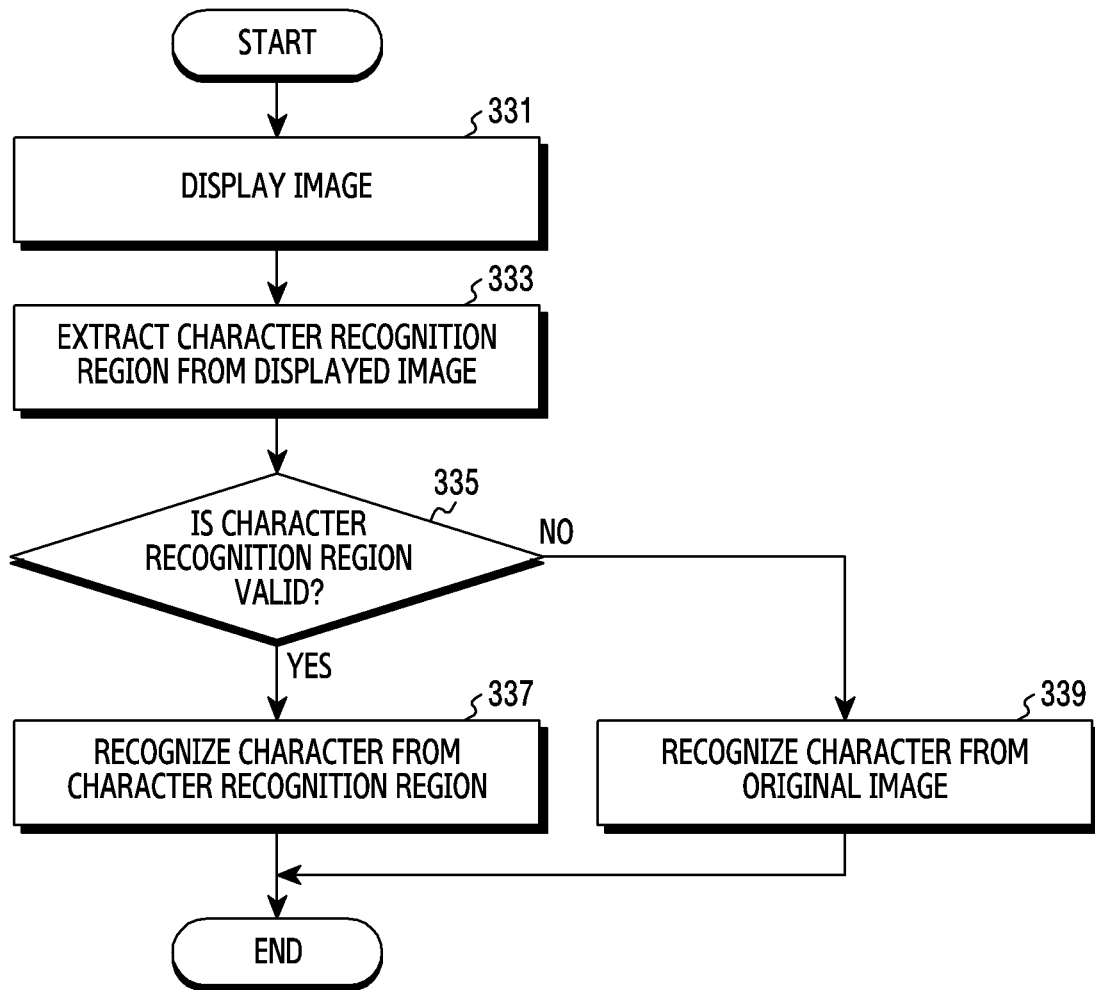 START
331
DISPLAY IMAGE
333
EXTRACT CHARACTER RECOGNITION
REGION FROM DISPLAYED IMAGE
335
IS CHARACTER
RECOGNITION REGION
VALID?
NO
YES
337
RECOGNIZE CHARACTER FROM
CHARACTER RECOGNITION REGION
339
RECOGNIZE CHARACTER FROM
ORIGINAL IMAGE
END